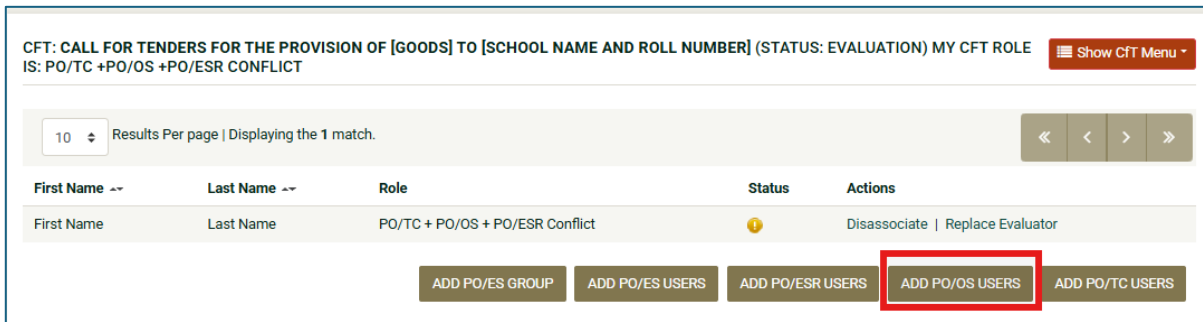 CFT: CALL FOR TENDERS FOR THE PROVISION OF [GOODS] TO [SCHOOL NAME AND ROLL NUMBER] (STATUS: EVALUATION) MY CFT ROLE
IS: PO/TC +PO/OS +PO/ESR CONFLICT
Show CfT Menu
10 Results Per page | Displaying the 1 match.
« < > »
First Name Last Name Role Status Actions
First Name Last Name PO/TC + PO/OS + PO/ESR Conflict Disassociate | Replace Evaluator
ADD PO/ES GROUP ADD PO/ES USERS ADD PO/ESR USERS ADD PO/OS USERS ADD PO/TC USERS